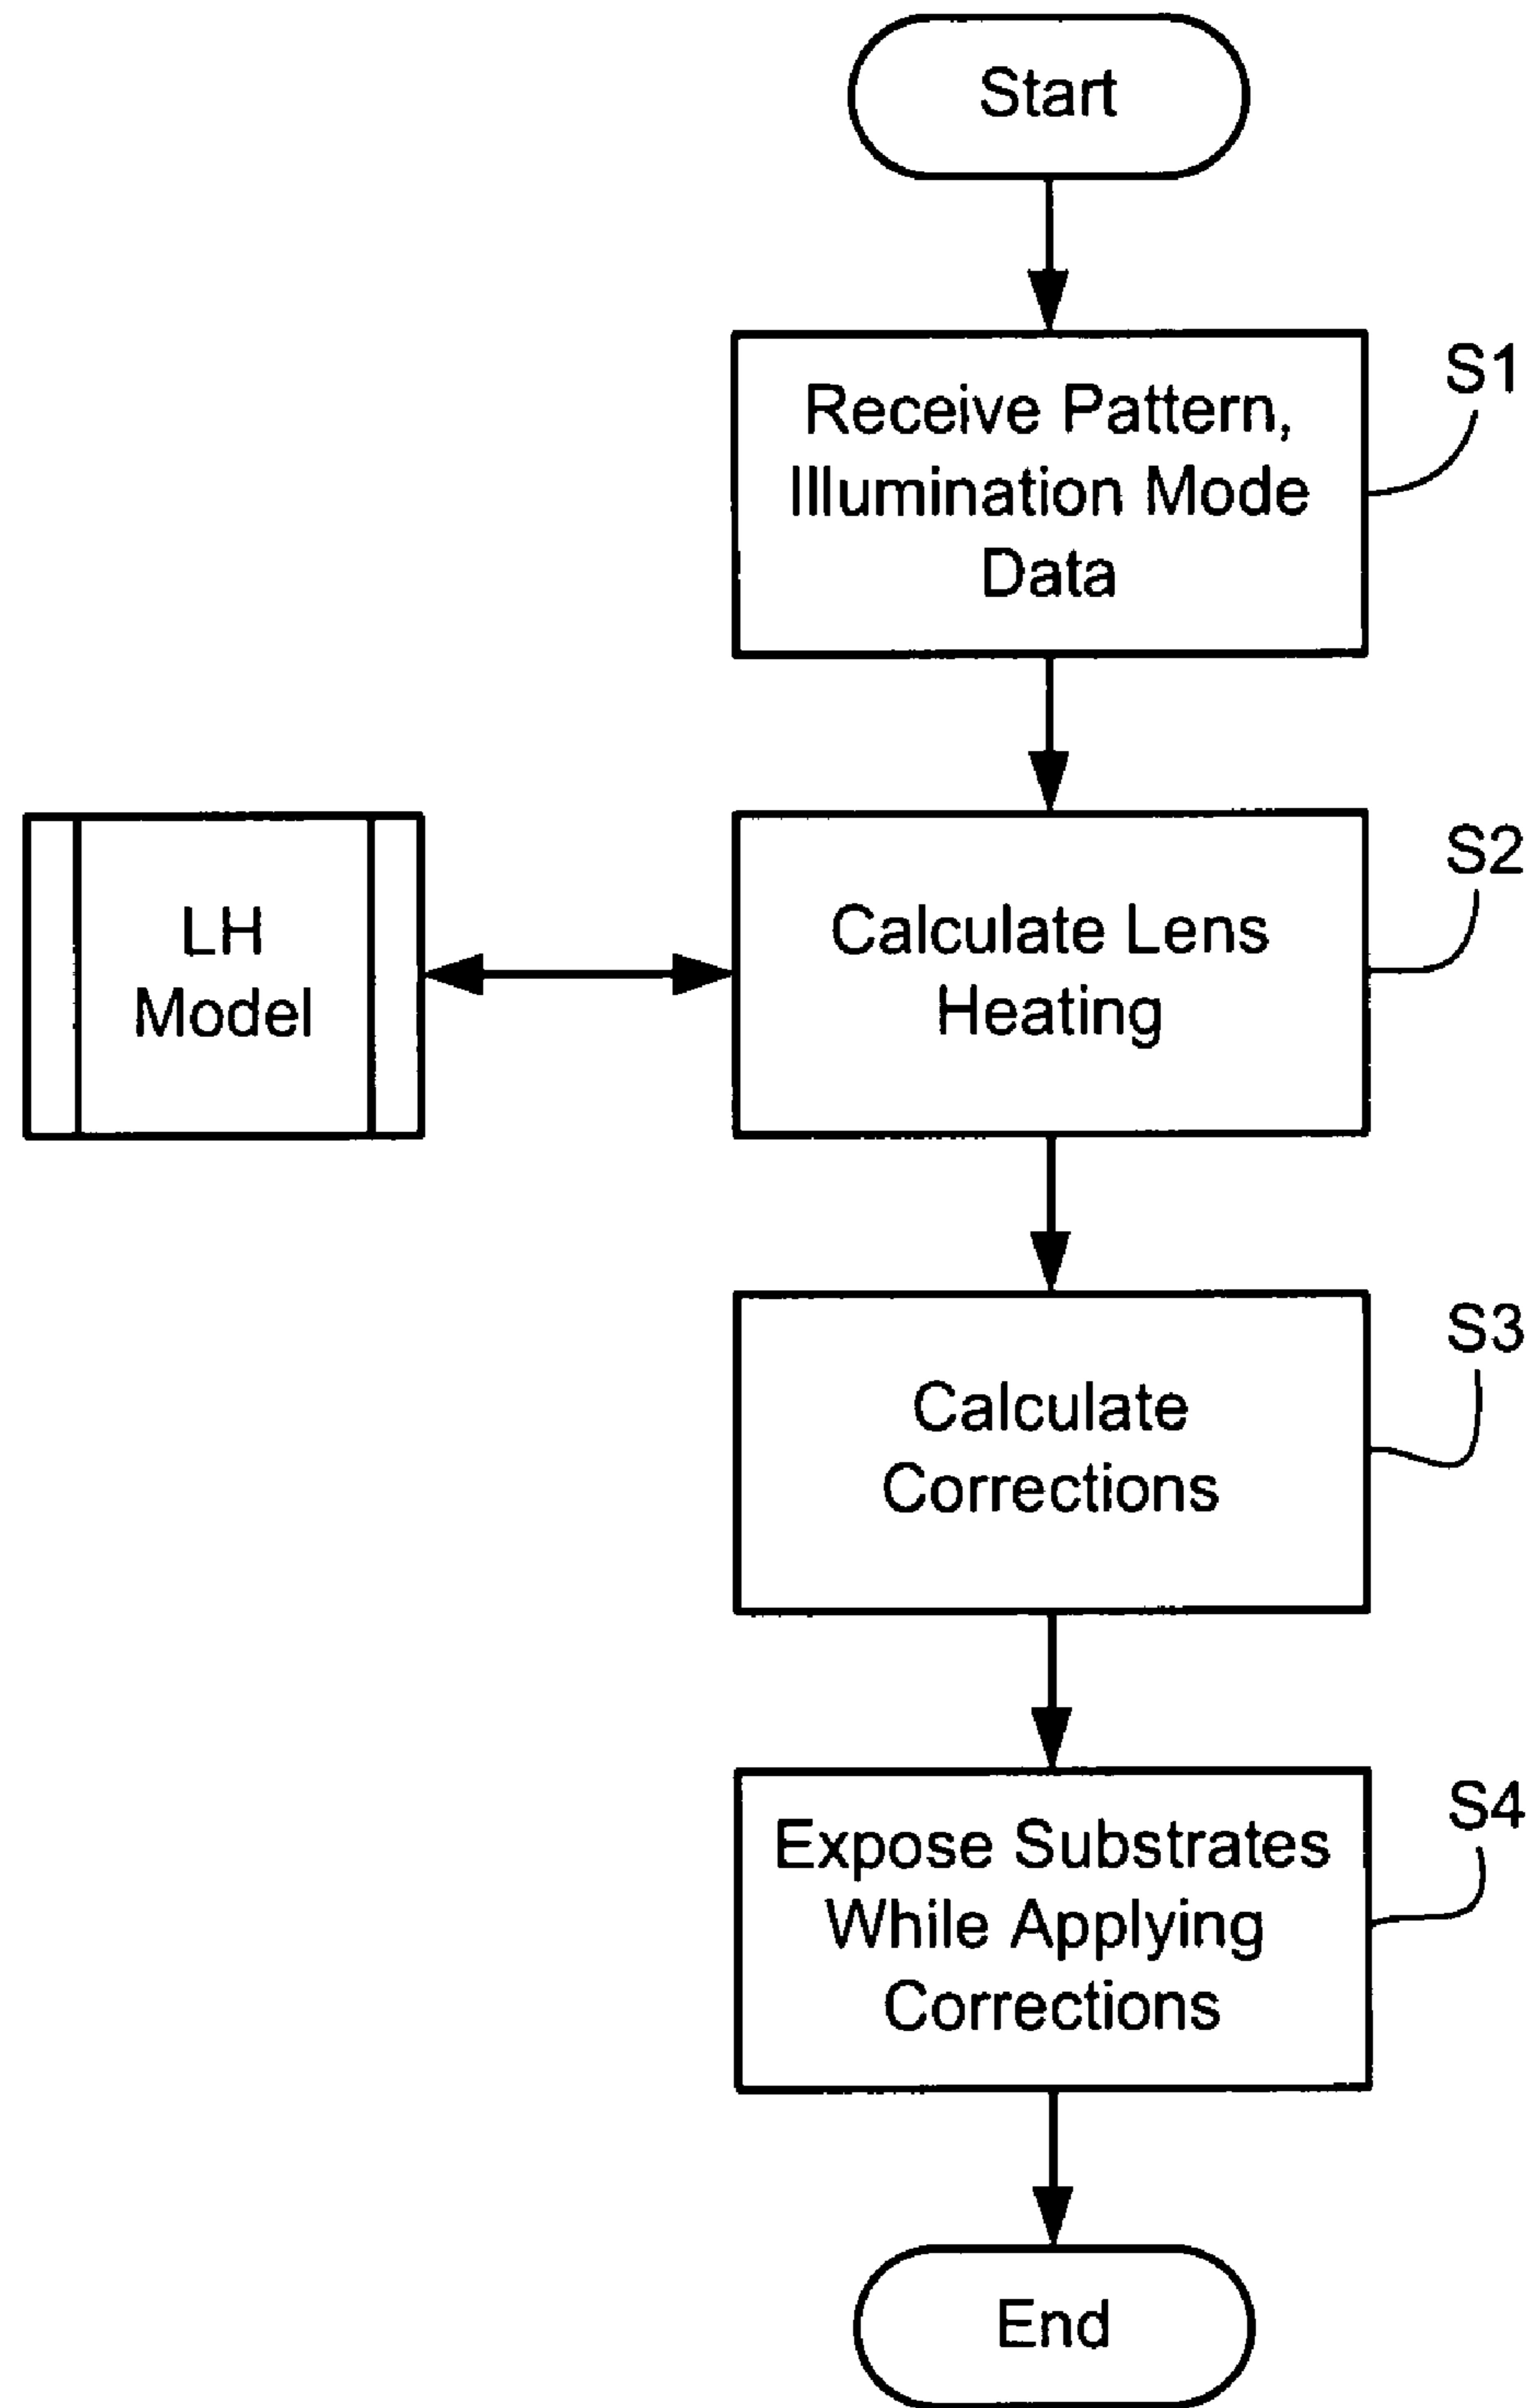 Start
Receive Pattern,
Illumination Mode
Data
S1
LH
Model
Calculate Lens
Heating
S2
Calculate
Corrections
S3
Expose Substrates
While Applying
Corrections
S4
End